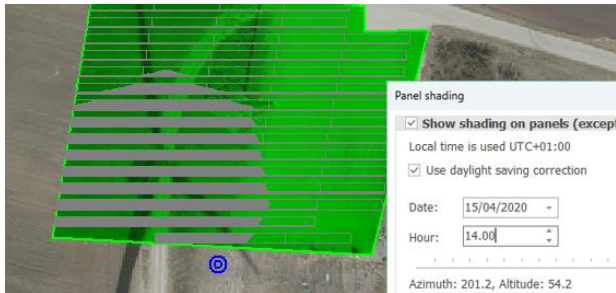 Panel shading
Show shading on panels (except
Local time is used UTC+01:00
Use daylight saving correction
Date: 15/04/2020
Hour: 14.00
Azimuth: 201.2, Altitude: 54.2